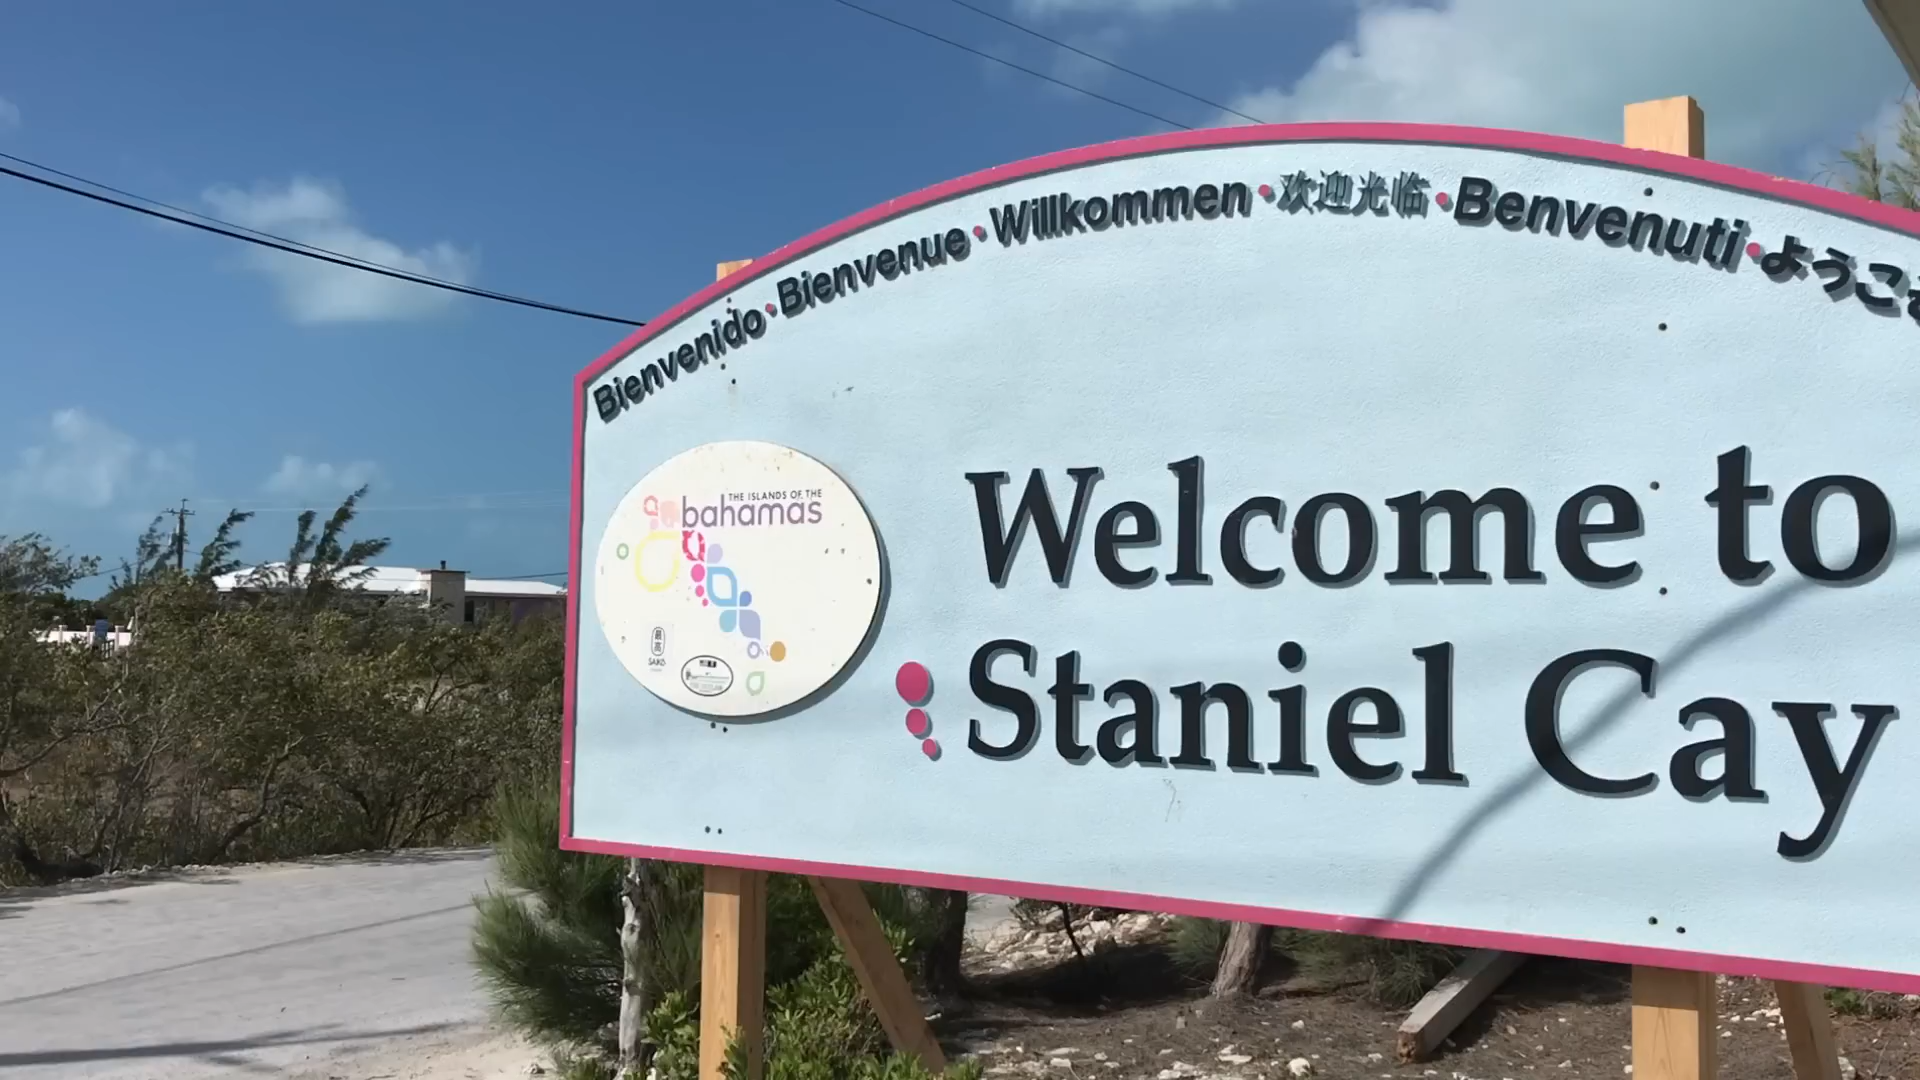 Bienvenido • Bienvenue • Willkommen • 欢迎光临 • Benvenuti • ようこ
THE ISLANDS OF THE
bahamas
Welcome to
Staniel Cay